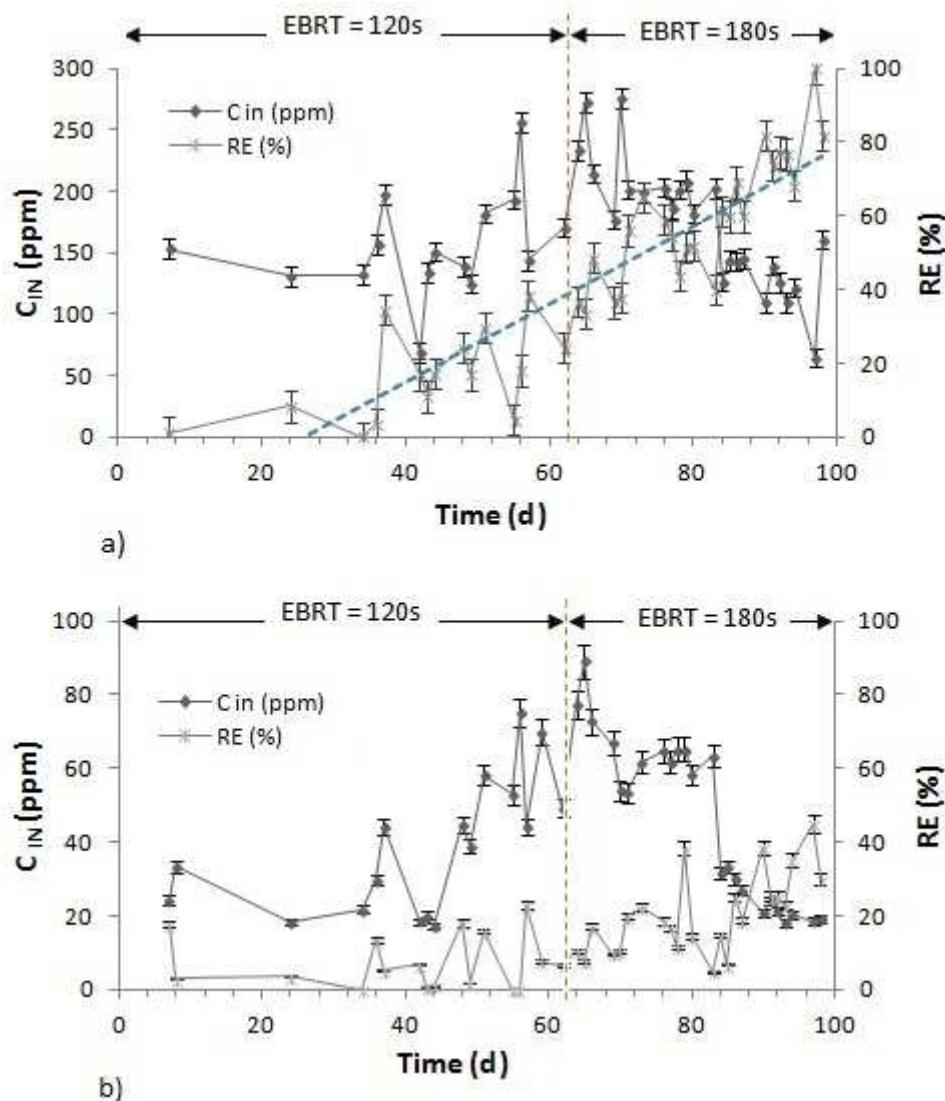 EBRT = 120s EBRT = 180s
300 100
250 80
200 60
150 40
100 20
50 0
0
C in (ppm)
RE (%)
C IN (ppm)
RE (%)
0 20 40 60 80 100
Time (d)
a)
EBRT = 120s EBRT = 180s
100 100
80 80
60 60
40 40
20 20
0 0
C in (ppm)
RE (%)
C IN (ppm)
RE (%)
0 20 40 60 80 100
Time (d)
b)